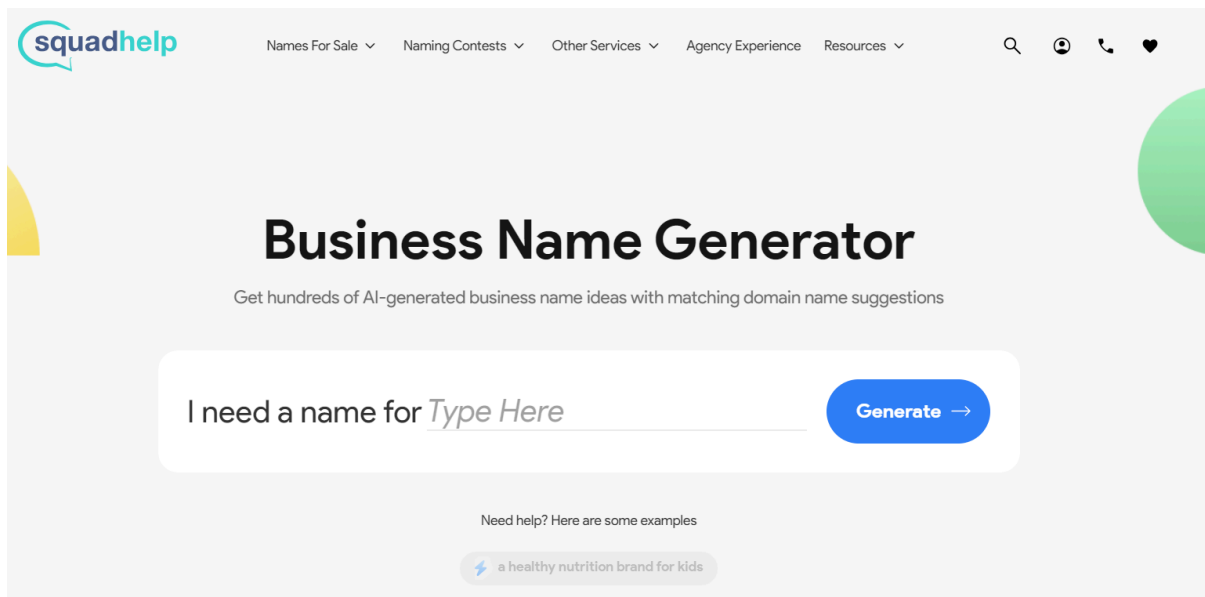 squadhelp
Names For Sale
Naming Contests
Other Services
Agency Experience
Resources
Business Name Generator
Get hundreds of AI-generated business name ideas with matching domain name suggestions
I need a name for Type Here
Generate →
Need help? Here are some examples
a healthy nutrition brand for kids